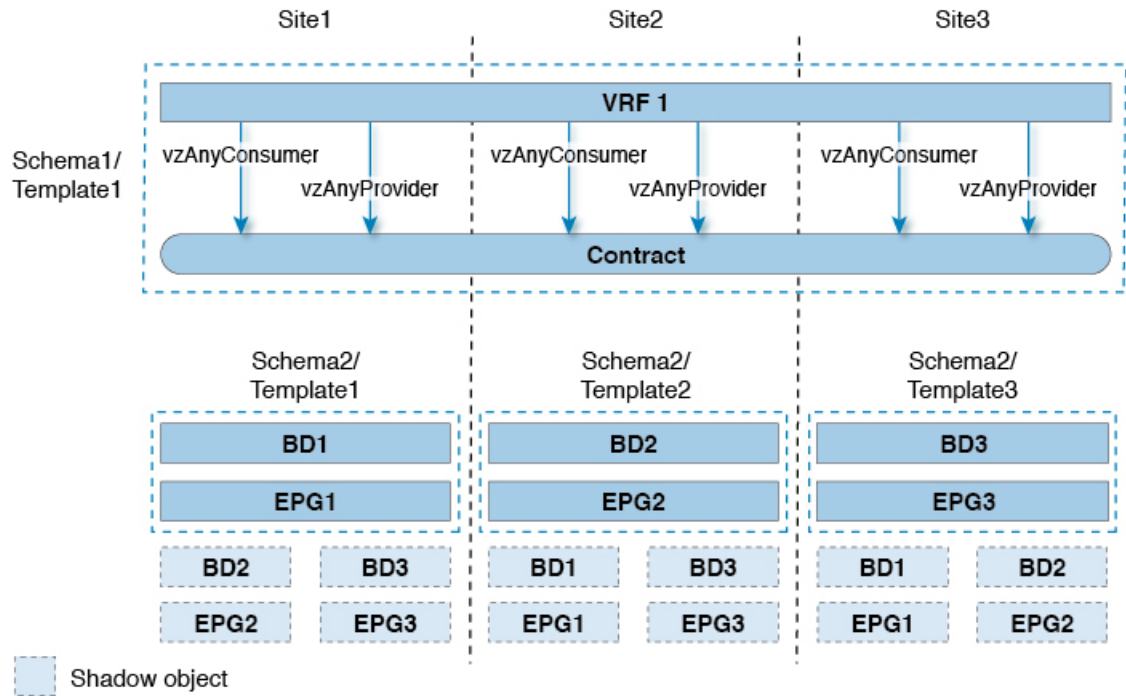 Site1
Site2
Site3
VRF 1
Schema1/
Template1
vzAnyConsumer
vzAnyProvider
vzAnyConsumer
vzAnyProvider
vzAnyConsumer
vzAnyProvider
Contract
Schema2/
Template1
Schema2/
Template2
Schema2/
Template3
BD1
BD2
BD3
EPG1
EPG2
EPG3
BD2
BD3
BD1
BD3
BD1
BD2
EPG2
EPG3
EPG1
EPG3
EPG1
EPG2
Shadow object